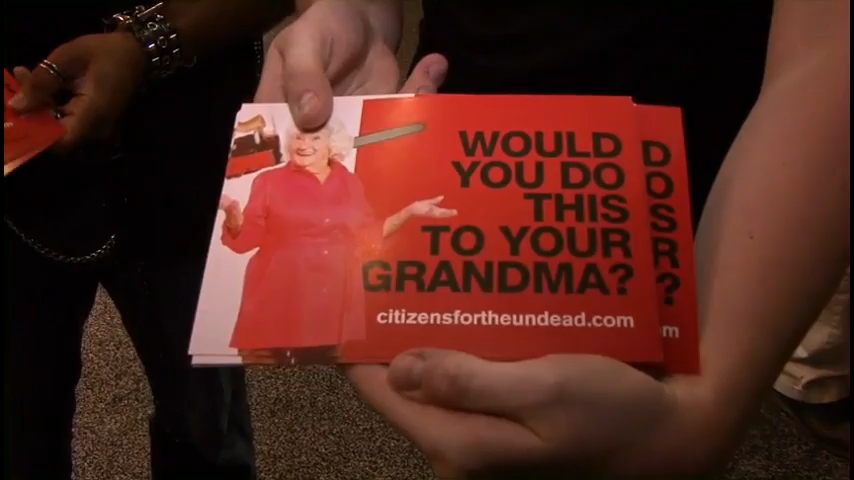 WOULD
YOU DO
THIS
TO YOUR
GRANDMA?
citizensfortheundead.com
D
O
S
R
?
m